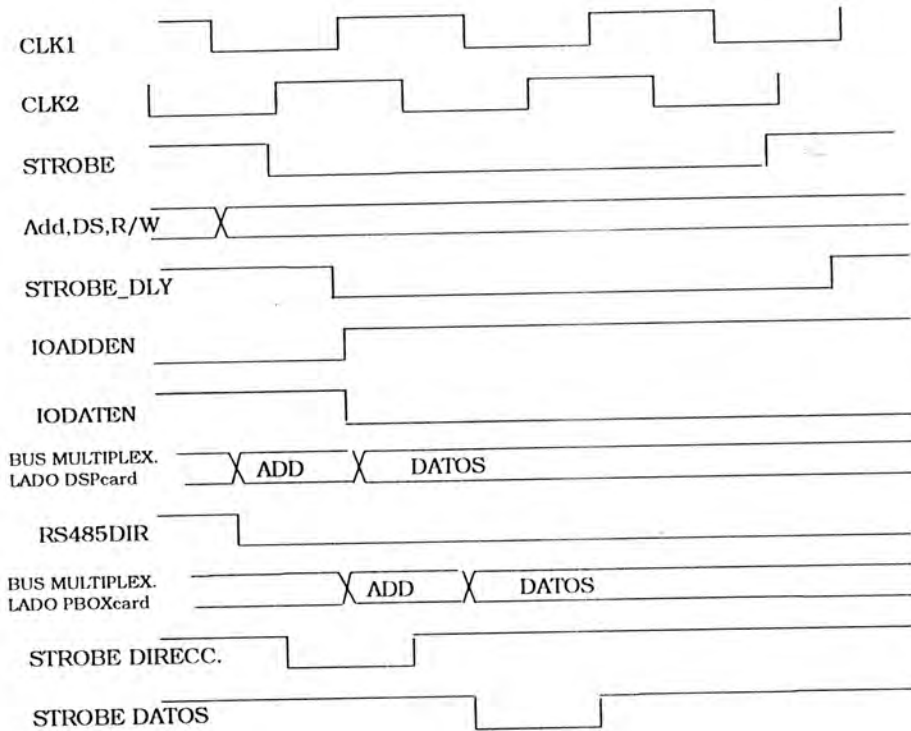 CLK1
CLK2
STROBE
Add,DS,R/W
STROBE_DLY
IOADDEN
IODATEN
BUS MULTIPLEX.
LADO DSPcard
ADD
DATOS
RS485DIR
BUS MULTIPLEX.
LADO PBOXcard
ADD
DATOS
STROBE DIRECC.
STROBE DATOS